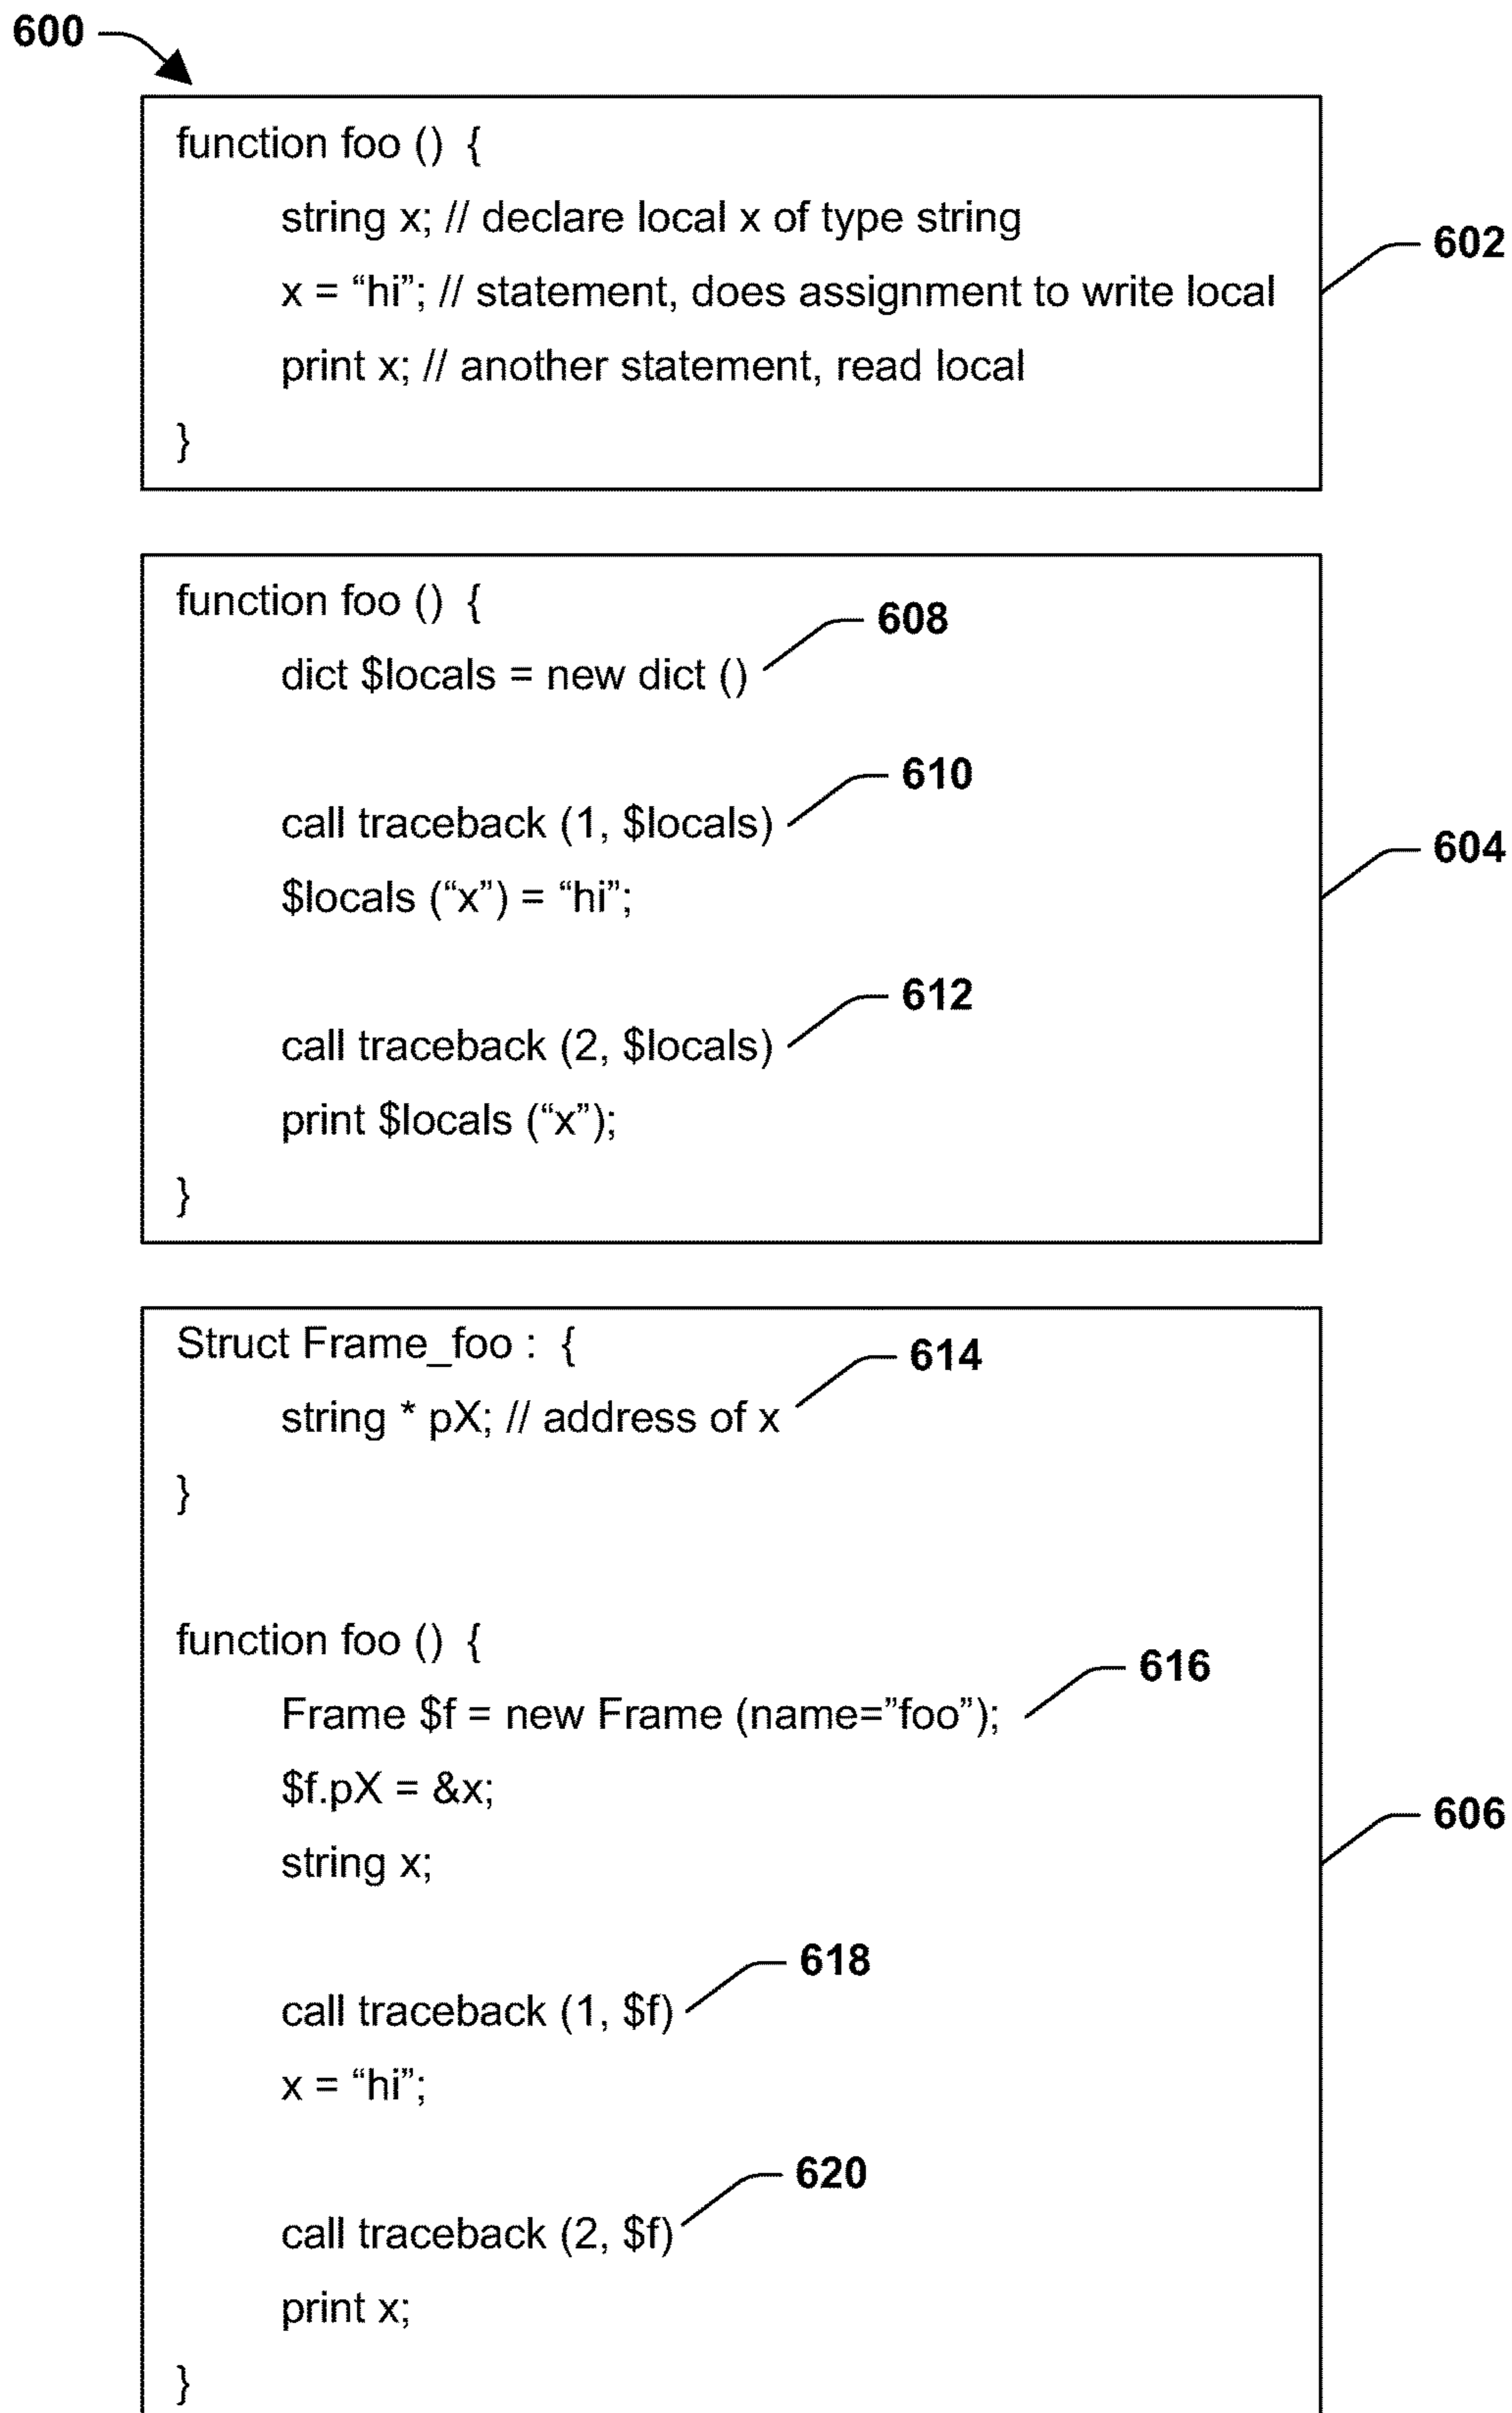 600
function foo () {
string x; // declare local x of type string
602
x = “hi”; // statement, does assignment to write local
print x; // another statement, read local
}
function foo () {
608
dict $locals = new dict ()
610
call traceback (1, $locals)
604
$locals (“x”) = “hi”;
612
call traceback (2, $locals)
print $locals (“x”);
}
Struct Frame_foo : {
614
string * pX; // address of x
}
function foo () {
616
Frame $f = new Frame (name=”foo”);
$f.pX = &x;
606
string x;
618
call traceback (1, $f)
x = “hi”;
620
call traceback (2, $f)
print x;
}